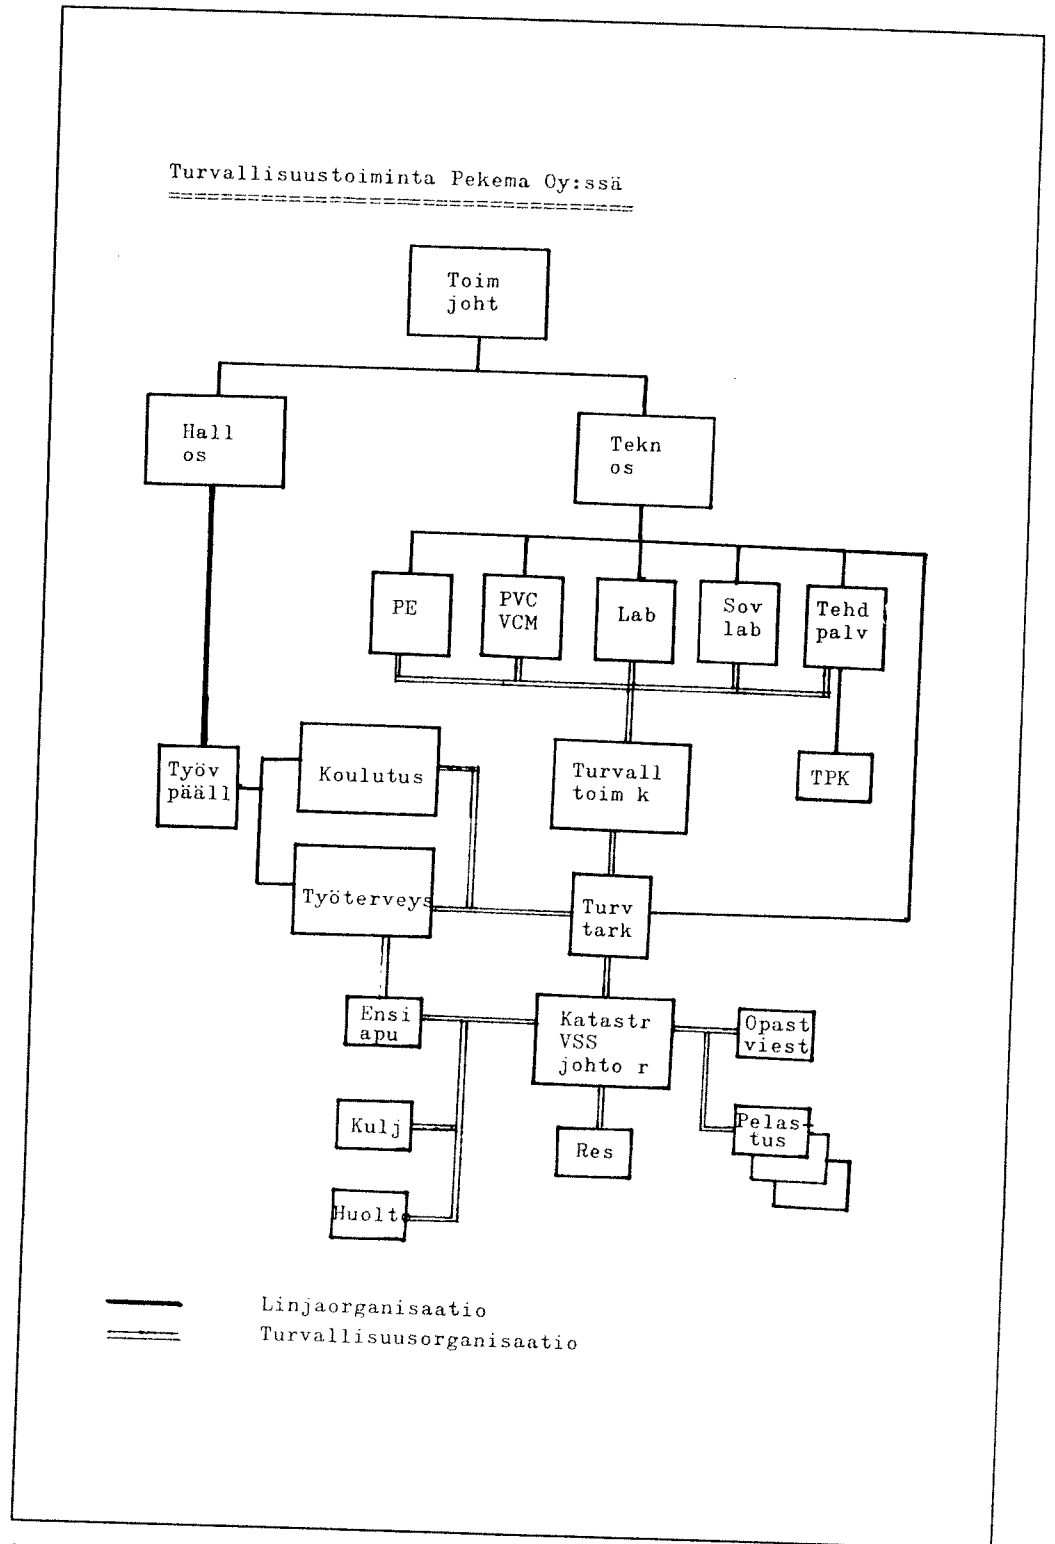 Turvallisuustoiminta Pekema Oy:ssä
Toim
joht
Hall
os
Tekn
os
PE
PVC
VCM
Lab
Sov
lab
Tehd
palv
Työv
pääll
Koulutus
Turvall
toim k
TPK
Työterveys
Turv
tark
Ensi
apu
Katastr
VSS
johto r
Opast
viest
Kulj
Res
Pelas-
tus
Huolt
Linjaorganisaatio
Turvallisuusorganisaatio